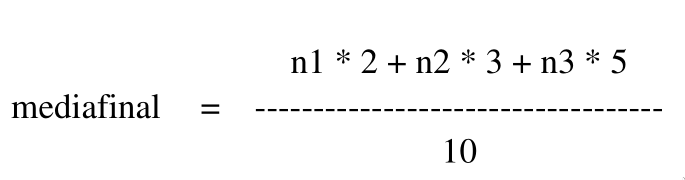 n1 * 2 + n2 * 3 + n3 * 5
mediafinal = -----------------------------------
10